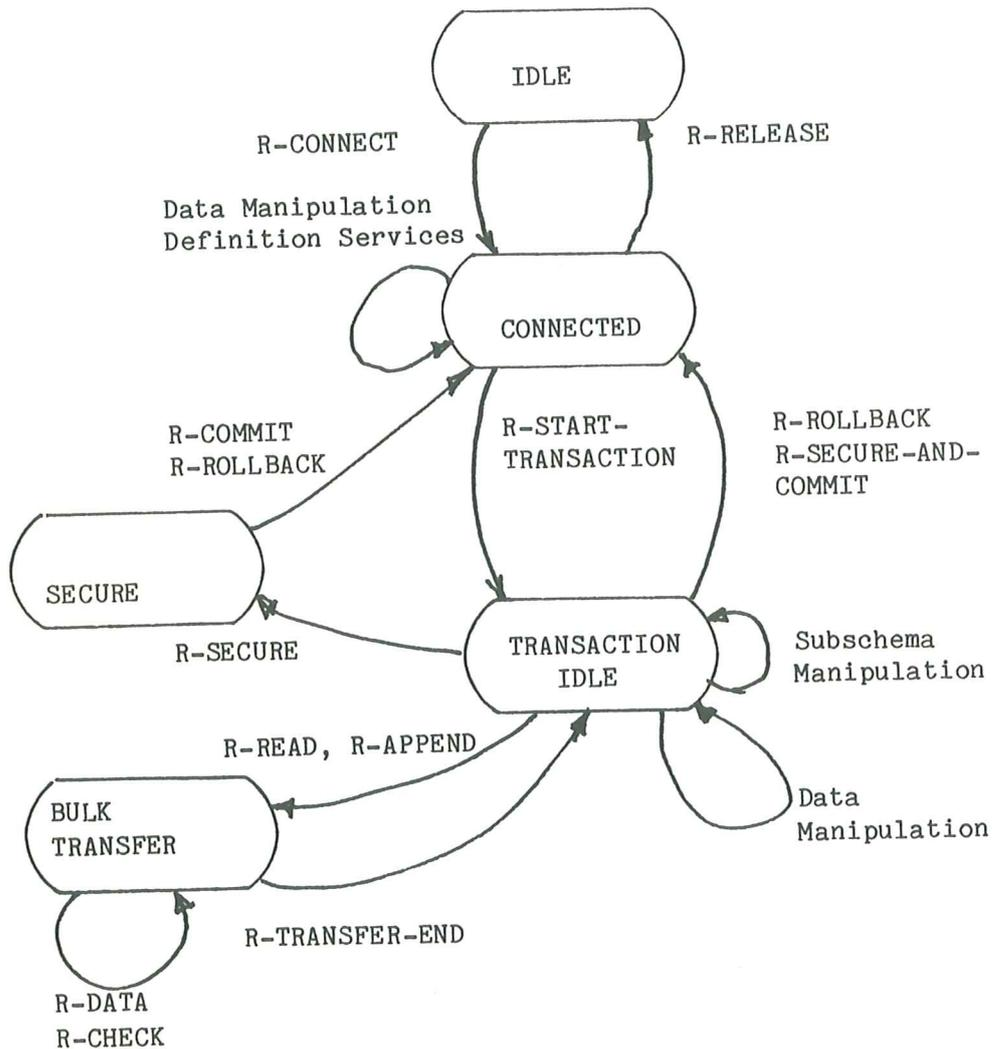 IDLE
R-CONNECT
R-RELEASE
Data Manipulation
Definition Services
CONNECTED
R-COMMIT
R-ROLLBACK
R-START-
TRANSACTION
R-ROLLBACK
R-SECURE-AND-
COMMIT
SECURE
R-SECURE
TRANSACTION
IDLE
Subschema
Manipulation
R-READ, R-APPEND
BULK
TRANSFER
Data
Manipulation
R-TRANSFER-END
R-DATA
R-CHECK